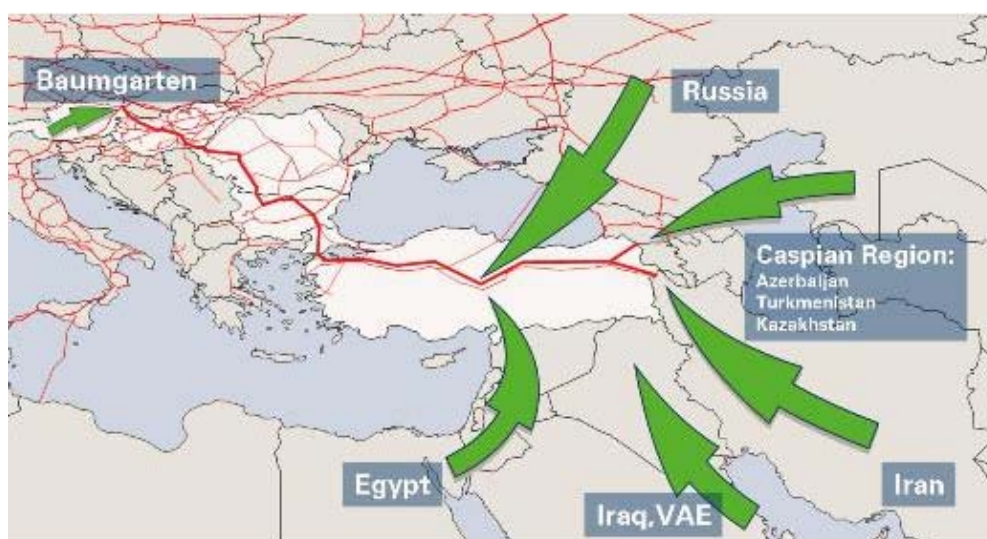 Baumgarten
Russia
Caspian Region:
Azerbaijan
Turkmenistan
Kazakhstan
Egypt
Iraq,VAE
Iran